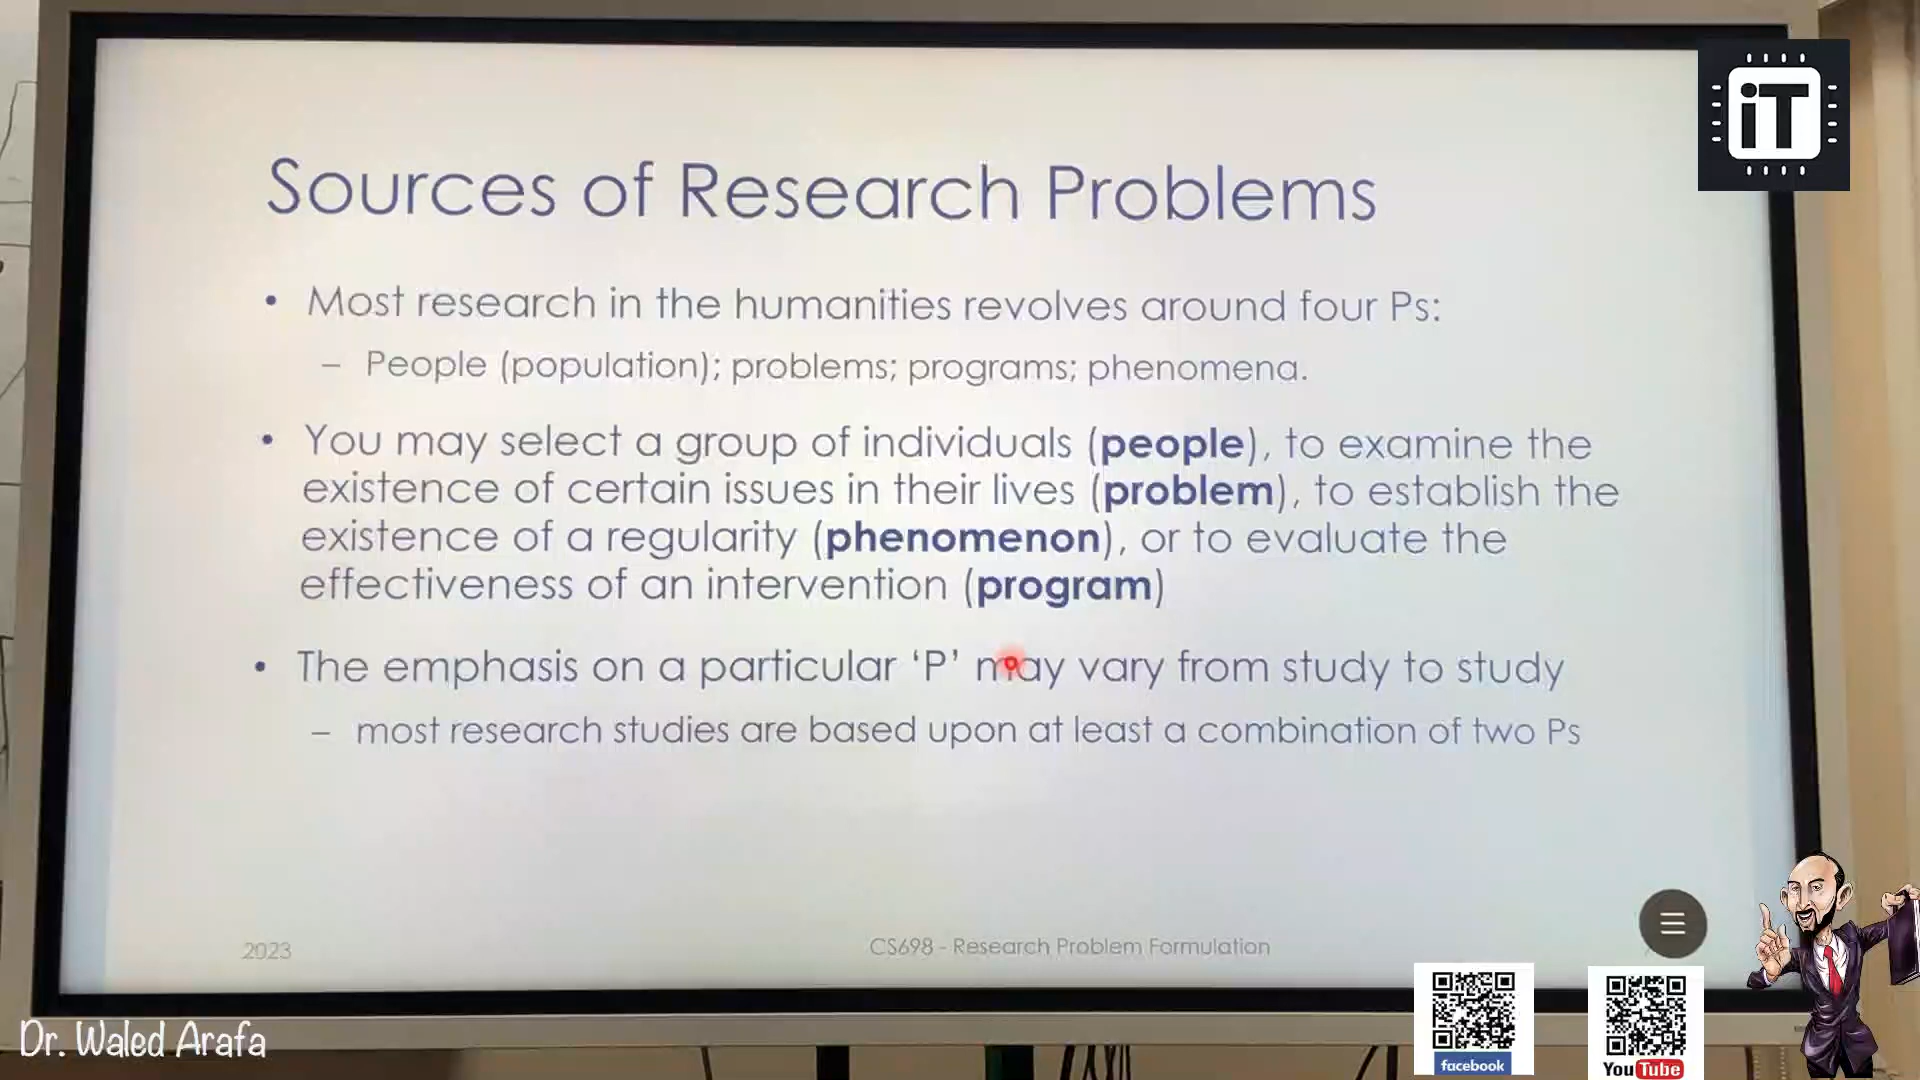 iT
Sources of Research Problems
• Most research in the humanities revolves around four Ps:
– People (population); problems; programs; phenomena.
• You may select a group of individuals (people), to examine the
existence of certain issues in their lives (problem), to establish the
existence of a regularity (phenomenon), or to evaluate the
effectiveness of an intervention (program)
• The emphasis on a particular ‘P’ may vary from study to study
– most research studies are based upon at least a combination of two Ps
2023
CS698 - Research Problem Formulation
Dr. Waled Arafa
facebook
YouTube